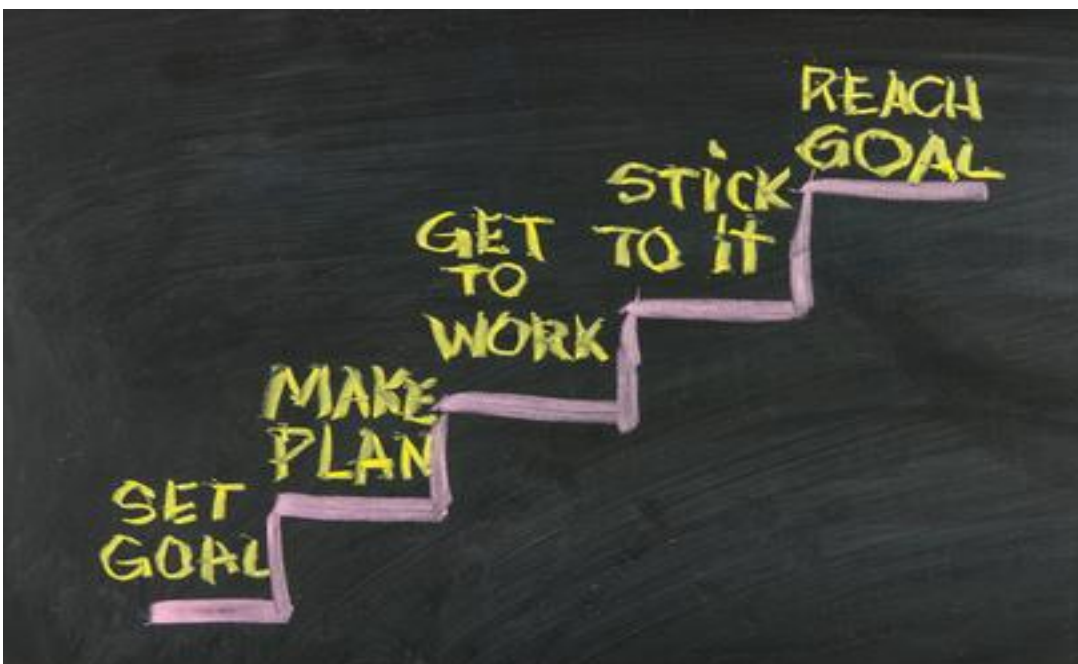 SET
GOAL
MAKE
PLAN
GET
TO
WORK
STiCK
TO iT
REACH
GOAL